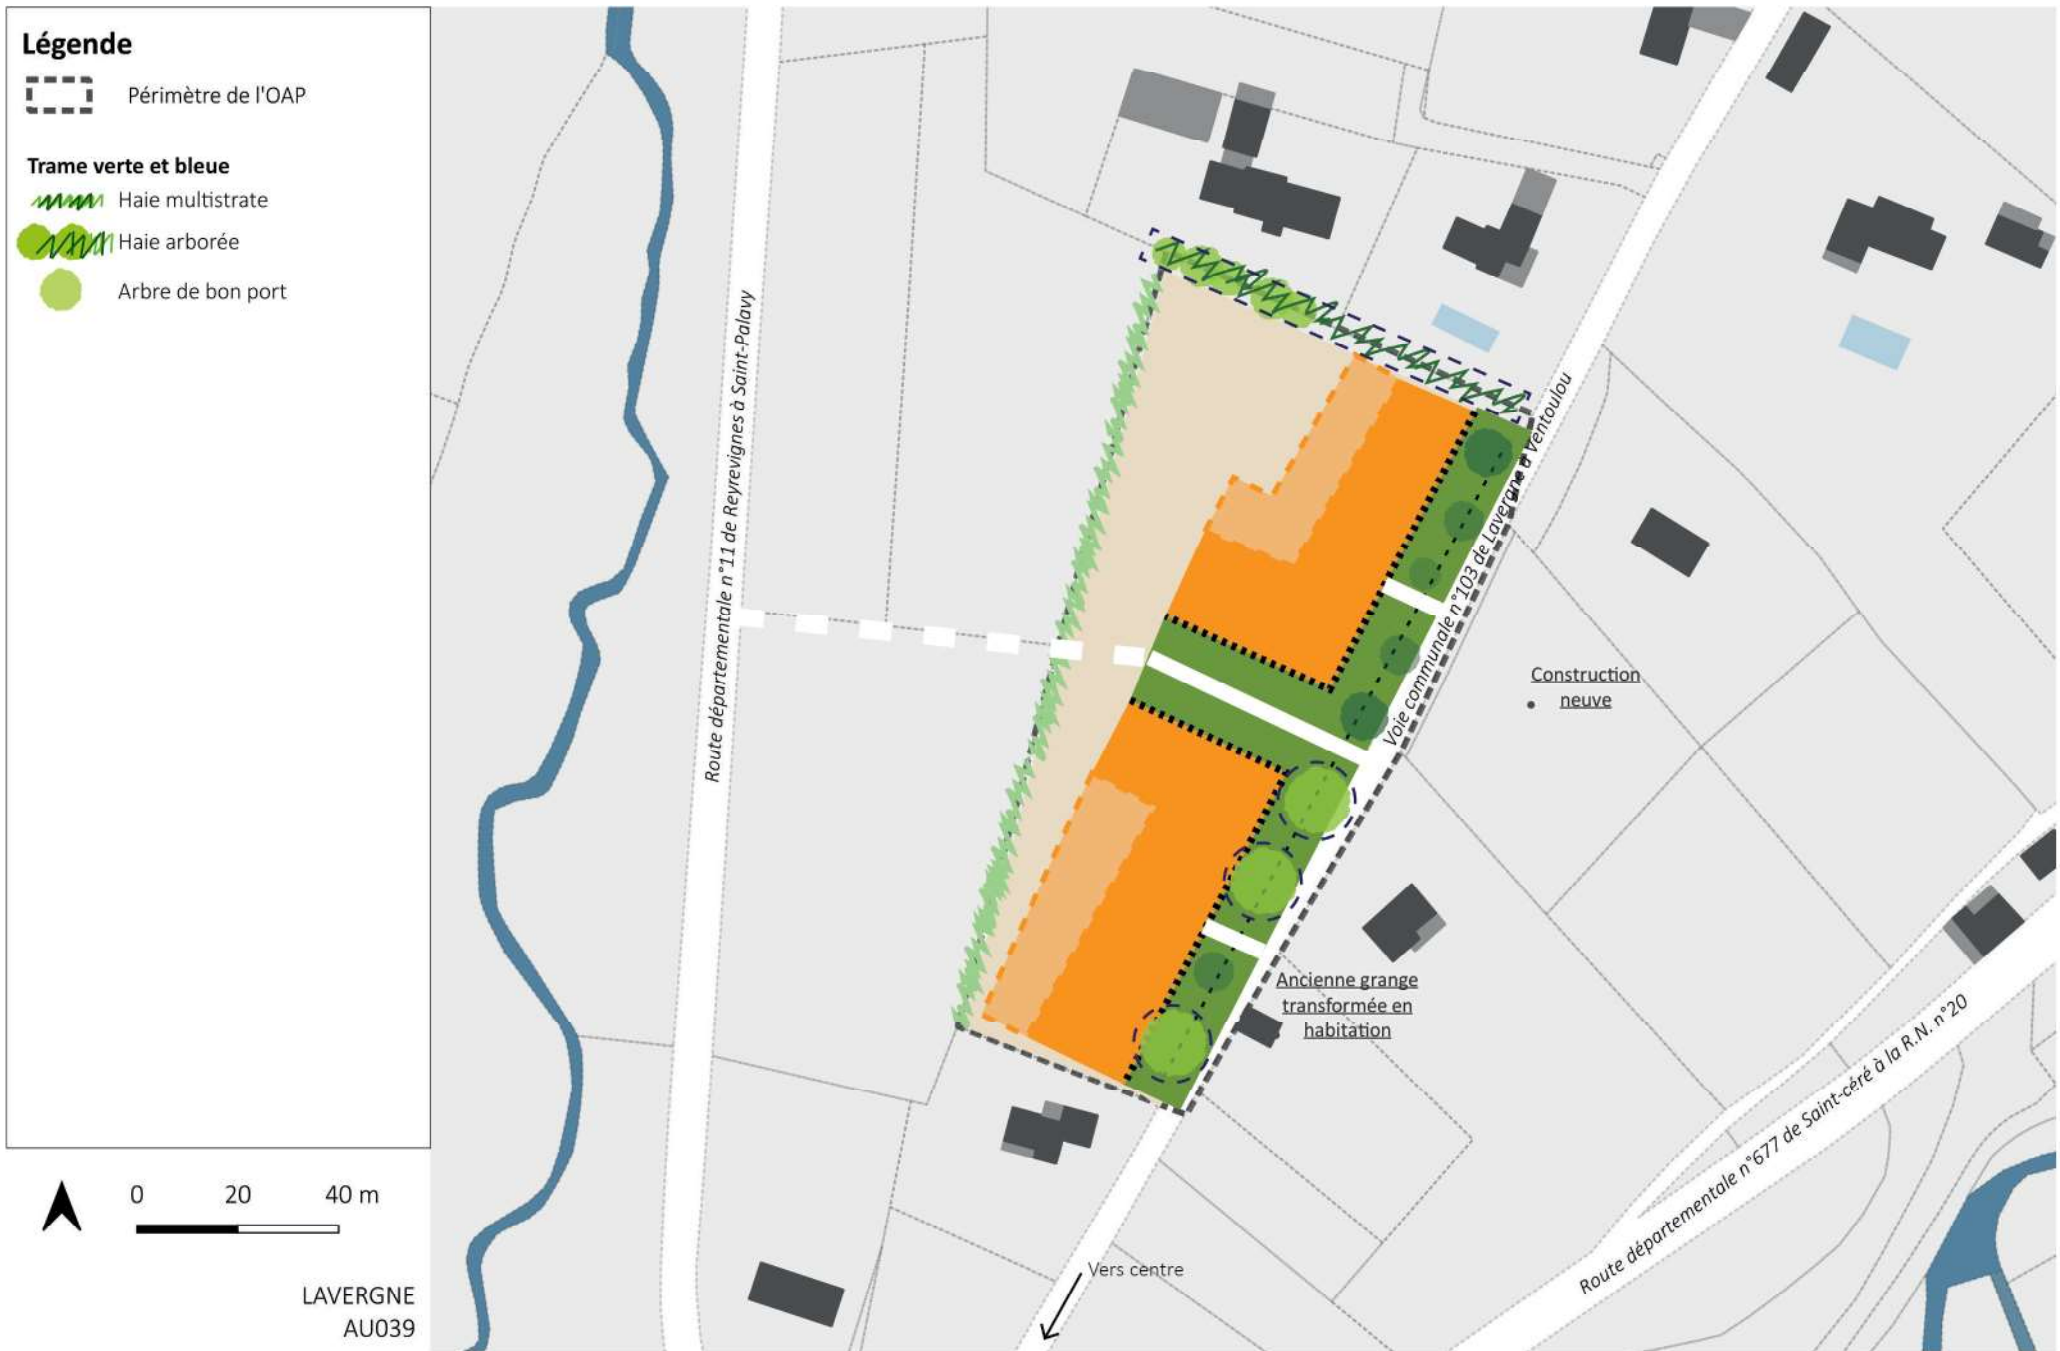 Légende
Périmètre de l'OAP
Trame verte et bleue
Haie multistrate
Haie arborée
Arbre de bon port
0 20 40 m
LAVERGNE
AU039
Route départementale n°11 de Reyrevignes à Saint-Palavy
Voie communale n°103 de Lavergne à Ventoulou
Construction
neuve
Ancienne grange
transformée en
habitation
Route départementale n°677 de Saint-céré à la R.N. n°20
Vers centre